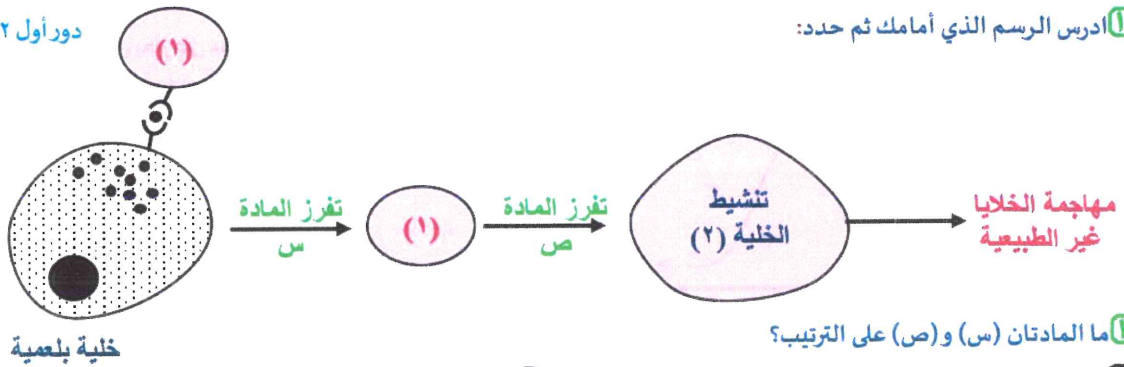 ادرس الرسم الذي أمامك ثم حدد:
دور أول ٢
(١)
تفرز المادة
س
(١)
تفرز المادة
ص
تنشيط
الخلية (٢)
مهاجمة الخلايا
غير الطبيعية
خلية بلعمية
ما المادتان (س) و(ص) على الترتيب؟